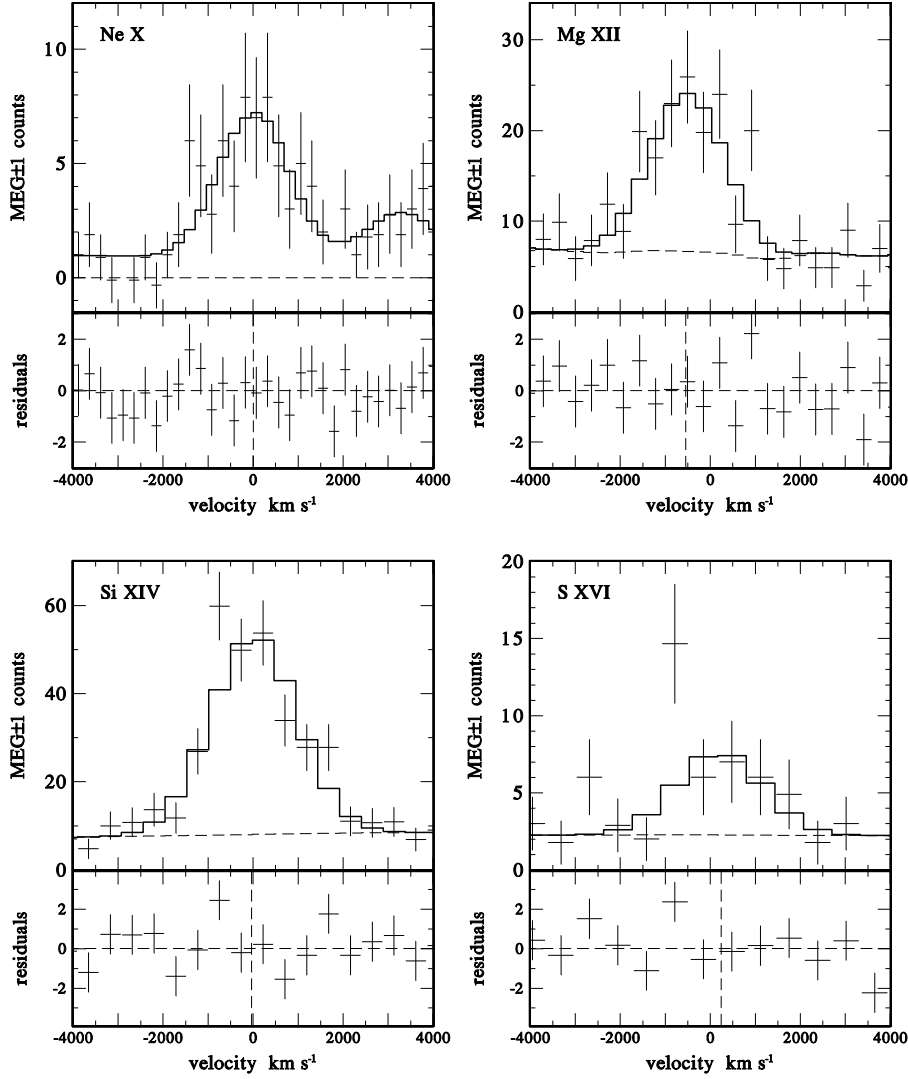 Ne X
MEG±1 counts
10
5
0
residuals
2
0
-2
-4000 -2000 0 2000 4000
velocity km s⁻¹
Mg XII
MEG±1 counts
30
20
10
0
residuals
2
0
-2
-4000 -2000 0 2000 4000
velocity km s⁻¹
Si XIV
MEG±1 counts
60
40
20
0
residuals
2
0
-2
-4000 -2000 0 2000 4000
velocity km s⁻¹
S XVI
MEG±1 counts
20
15
10
5
0
residuals
2
0
-2
-4000 -2000 0 2000 4000
velocity km s⁻¹